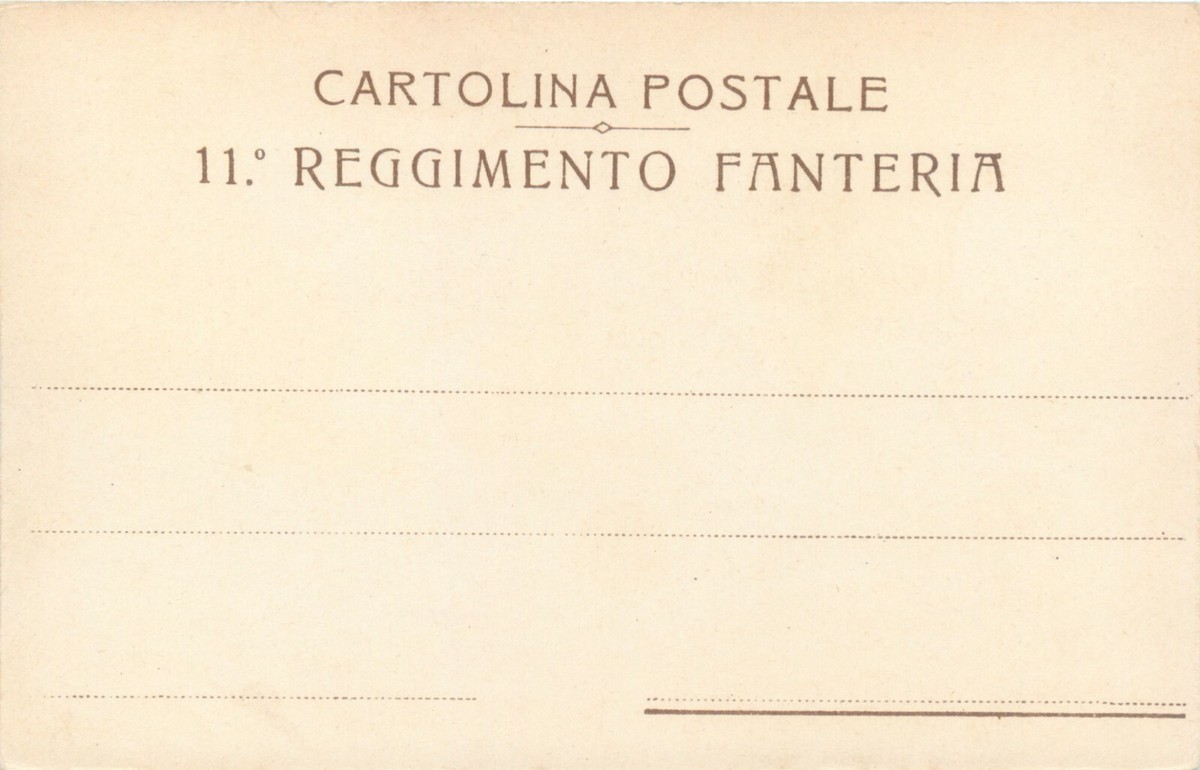 CARTOLINA POSTALE
11.º REGGIMENTO FANTERIA